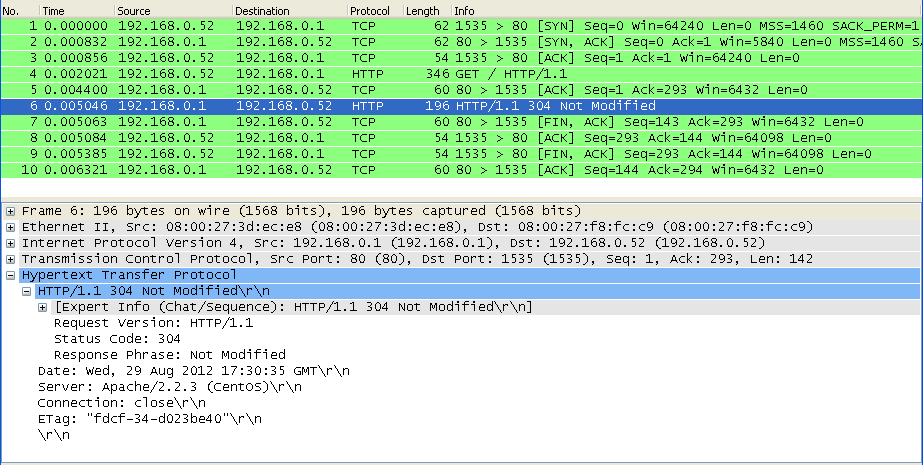 No. Time Source Destination Protocol Length Info
1 0.000000 192.168.0.52 192.168.0.1 TCP 62 1535 > 80 [SYN] Seq=0 Win=64240 Len=0 MSS=1460 SACK_PERM=1
2 0.000832 192.168.0.1 192.168.0.52 TCP 62 80 > 1535 [SYN, ACK] Seq=0 Ack=1 Win=5840 Len=0 MSS=1460 SA
3 0.000856 192.168.0.52 192.168.0.1 TCP 54 1535 > 80 [ACK] Seq=1 Ack=1 Win=64240 Len=0
4 0.002021 192.168.0.52 192.168.0.1 HTTP 346 GET / HTTP/1.1
5 0.004400 192.168.0.1 192.168.0.52 TCP 60 80 > 1535 [ACK] Seq=1 Ack=293 Win=6432 Len=0
6 0.005046 192.168.0.1 192.168.0.52 HTTP 196 HTTP/1.1 304 Not Modified
7 0.005063 192.168.0.1 192.168.0.52 TCP 60 80 > 1535 [FIN, ACK] Seq=143 Ack=293 Win=6432 Len=0
8 0.005084 192.168.0.52 192.168.0.1 TCP 54 1535 > 80 [ACK] Seq=293 Ack=144 Win=64098 Len=0
9 0.005385 192.168.0.52 192.168.0.1 TCP 54 1535 > 80 [FIN, ACK] Seq=293 Ack=144 Win=64098 Len=0
10 0.006321 192.168.0.1 192.168.0.52 TCP 60 80 > 1535 [ACK] Seq=144 Ack=294 Win=6432 Len=0
Frame 6: 196 bytes on wire (1568 bits), 196 bytes captured (1568 bits)
Ethernet II, Src: 08:00:27:3d:ec:e8 (08:00:27:3d:ec:e8), Dst: 08:00:27:f8:fc:c9 (08:00:27:f8:fc:c9)
Internet Protocol Version 4, Src: 192.168.0.1 (192.168.0.1), Dst: 192.168.0.52 (192.168.0.52)
Transmission Control Protocol, Src Port: 80 (80), Dst Port: 1535 (1535), Seq: 1, Ack: 293, Len: 142
Hypertext Transfer Protocol
HTTP/1.1 304 Not Modified\r\n
[Expert Info (Chat/Sequence): HTTP/1.1 304 Not Modified\r\n]
Request Version: HTTP/1.1
Status Code: 304
Response Phrase: Not Modified
Date: Wed, 29 Aug 2012 17:30:35 GMT\r\n
Server: Apache/2.2.3 (CentOS)\r\n
Connection: close\r\n
ETag: "fdcf-34-d023be40"\r\n
\r\n